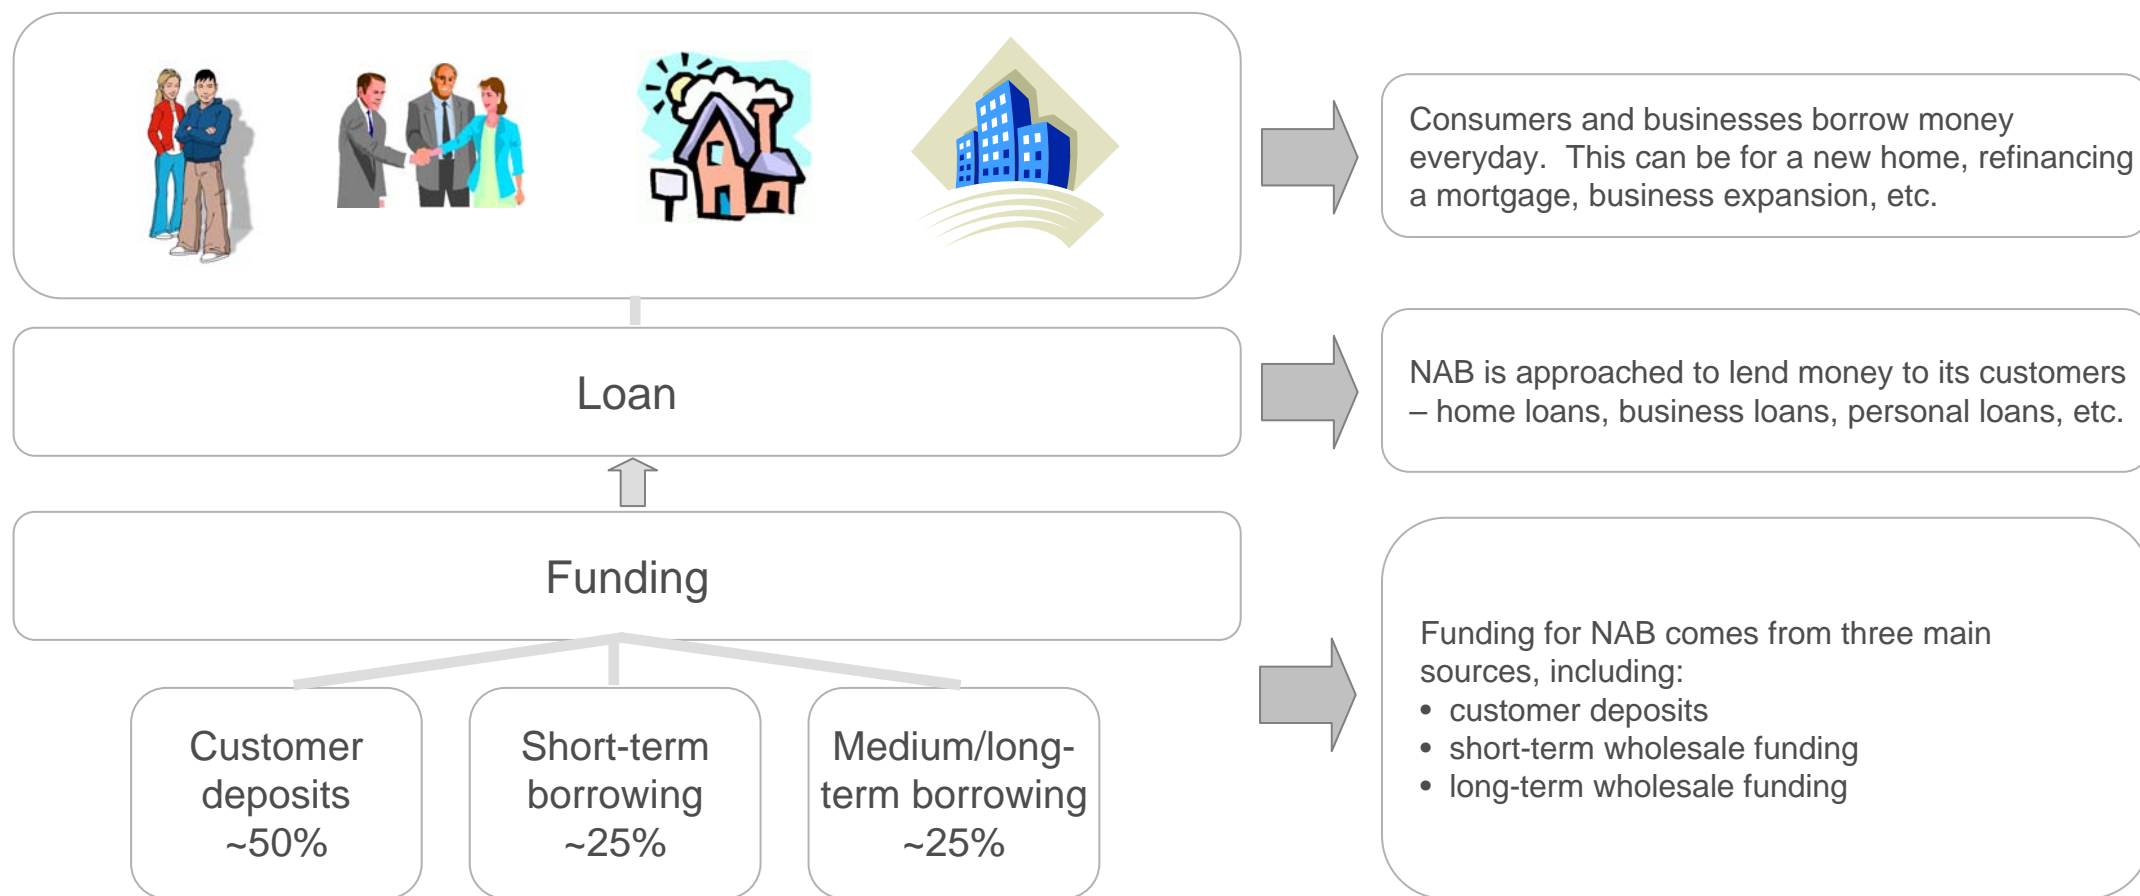 Consumers and businesses borrow money
everyday.  This can be for a new home, refinancing
a mortgage, business expansion, etc.
Loan
NAB is approached to lend money to its customers
– home loans, business loans, personal loans, etc.
Funding
Funding for NAB comes from three main
sources, including:
• customer deposits
• short-term wholesale funding
• long-term wholesale funding
Customer
deposits
~50%
Short-term
borrowing
~25%
Medium/long-
term borrowing
~25%